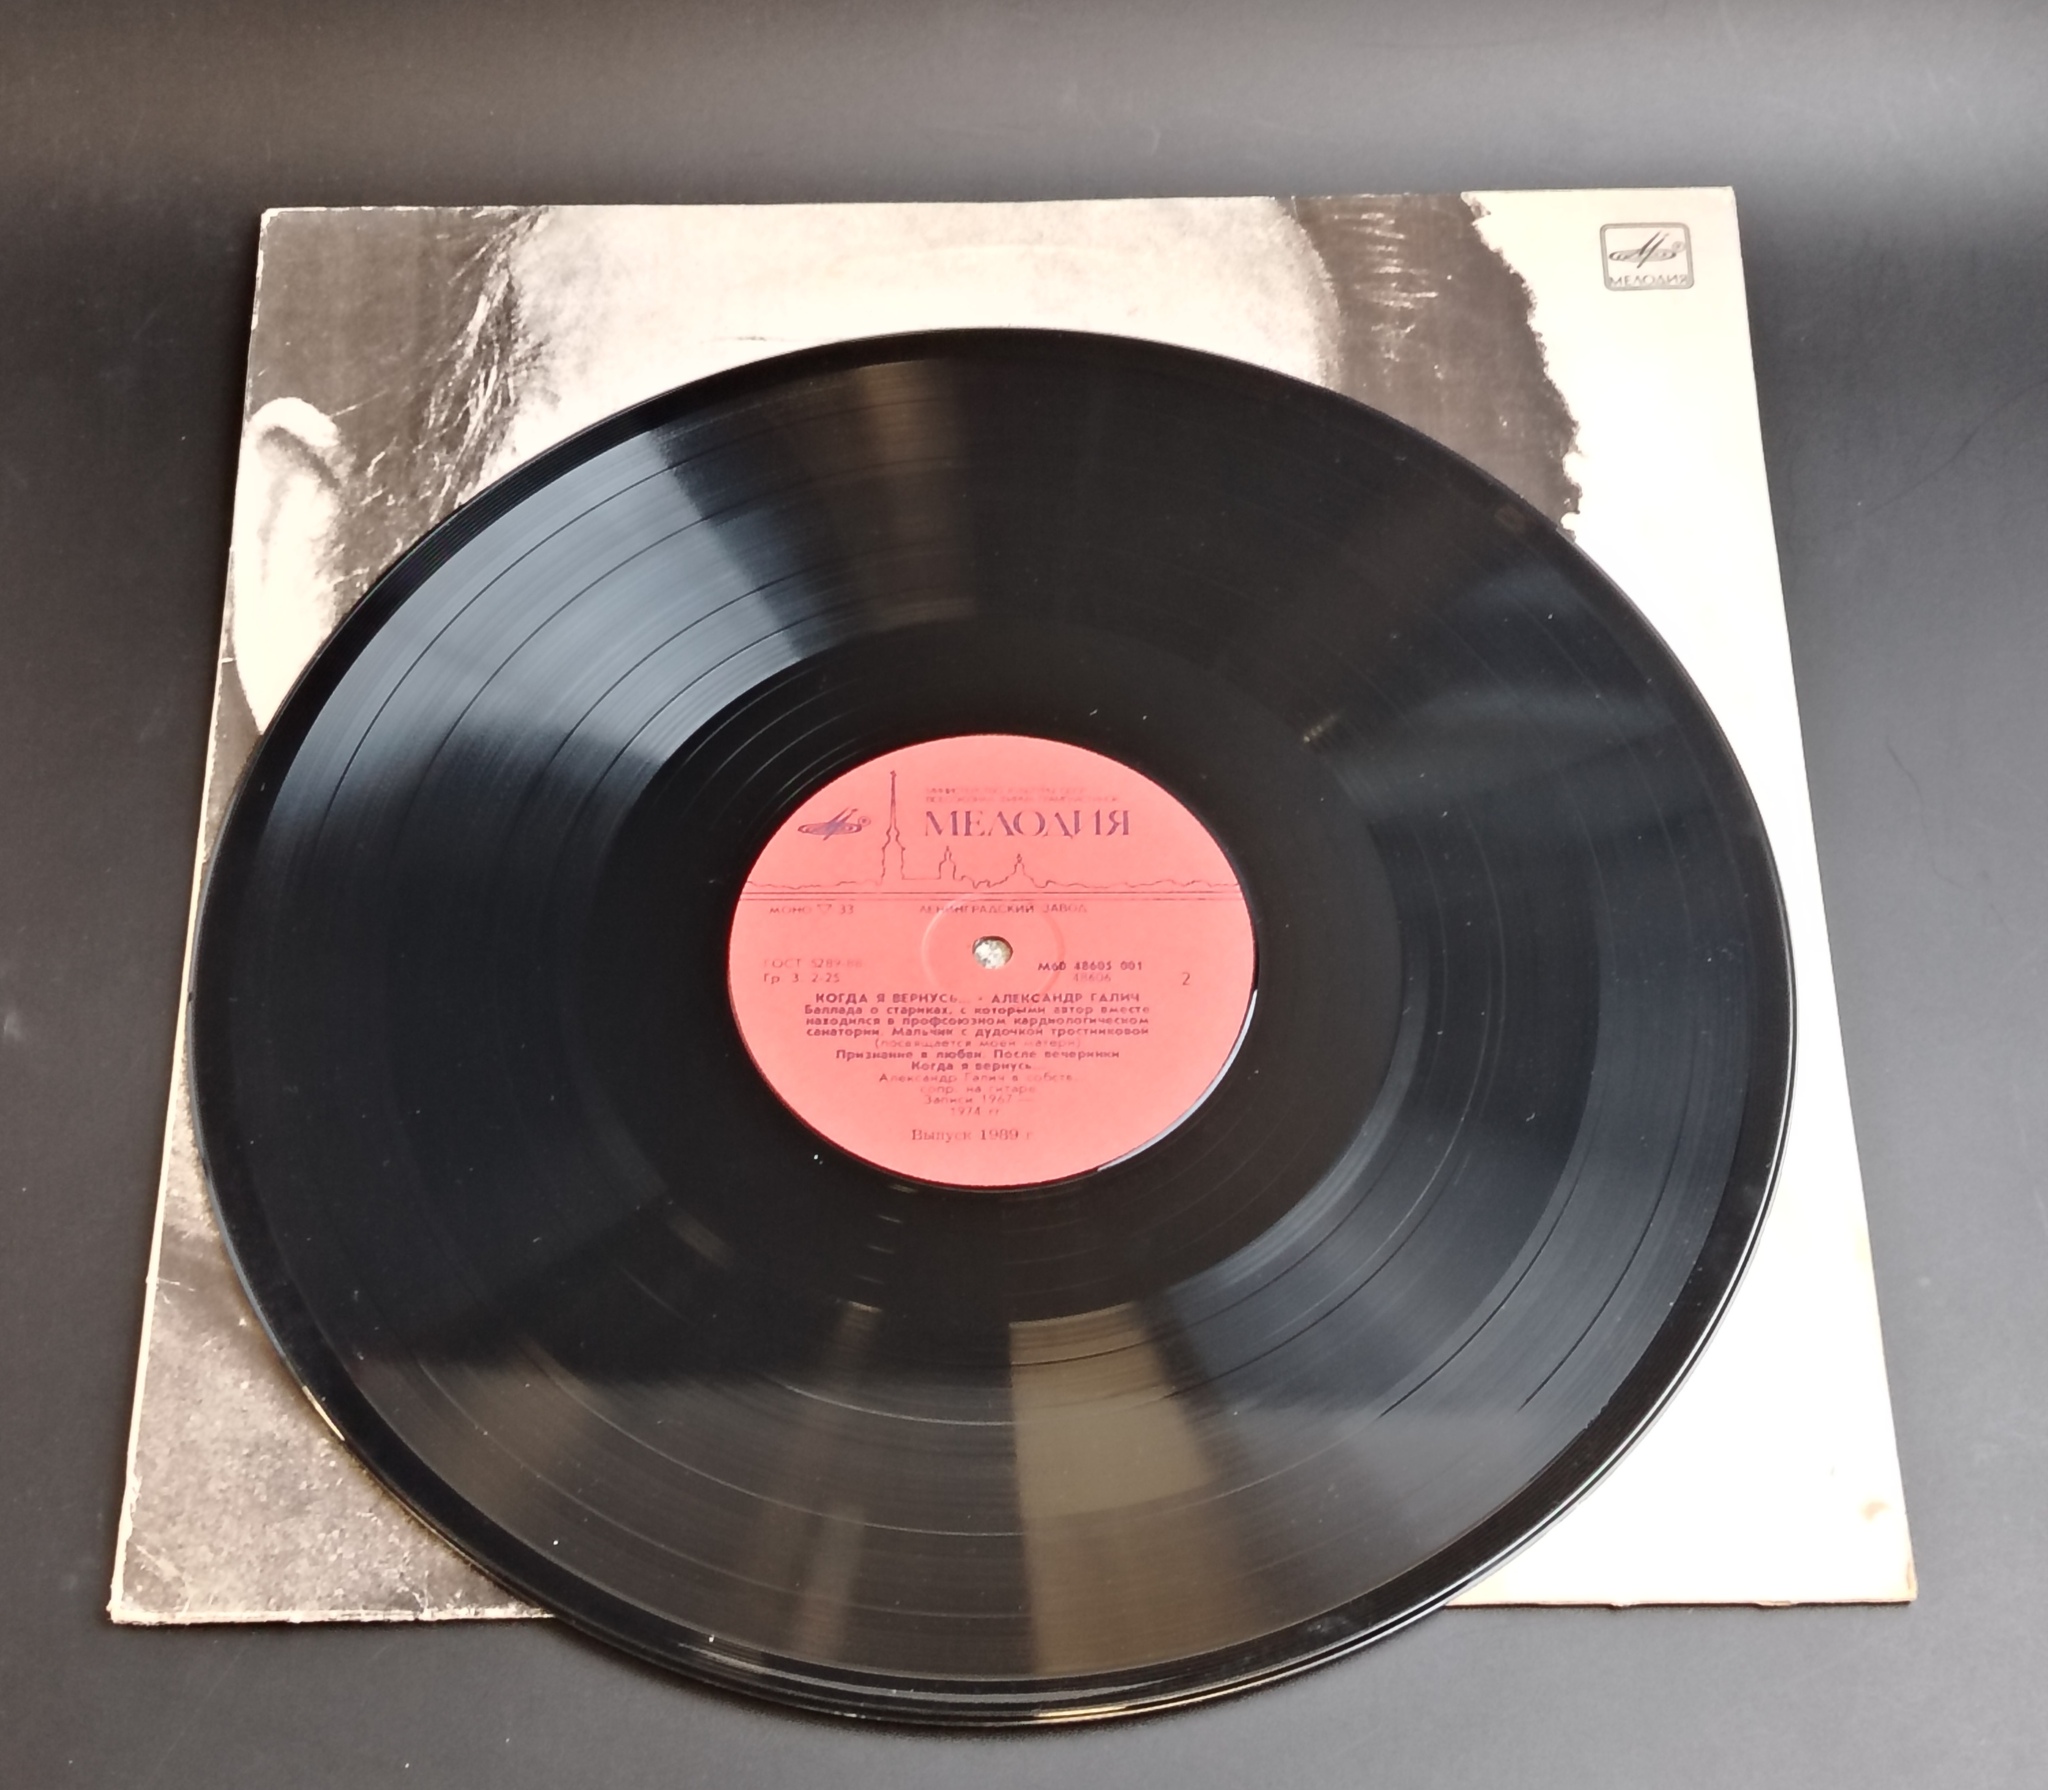 МЕЛОДИЯ
МЕЛОДИЯ
МОНО 33
ЛЕНИНГРАДСКИЙ ЗАВОД
ГОСТ 5289-88
М60 48605 001
Гр. 3. 2-25
48606
2
КОГДА Я ВЕРНУСЬ... - АЛЕКСАНДР ГАЛИЧ
Баллада о стариках, с которыми автор вместе
находился в профсоюзном кардиологическом
санатории. Мальчик с дудочкой тростниковой
(посвящается моей матери)
Признание в любви. После вечеринки
Когда я вернусь...
Александр Галич в собств.
сопр. на гитаре
Записи 1967 —
1974 гг.
Выпуск 1989 г.